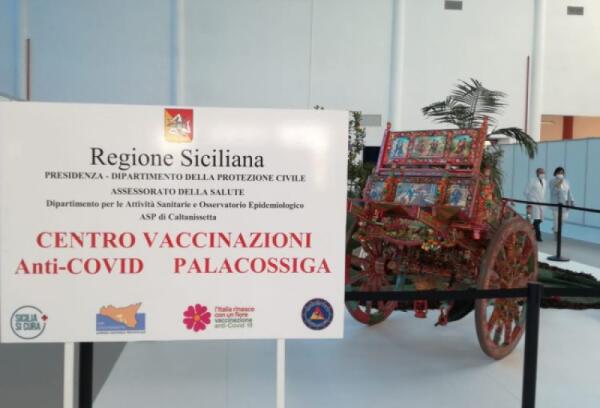 Regione Siciliana
PRESIDENZA - DIPARTIMENTO DELLA PROTEZIONE CIVILE
ASSESSORATO DELLA SALUTE
Dipartimento per le Attività Sanitarie e Osservatorio Epidemiologico
ASP di Caltanissetta
CENTRO VACCINAZIONI
Anti-COVID PALACOSSIGA
SICILIA
SI CURA
l'Italia rinasce
con un fiore
vaccinazione
anti-Covid 19